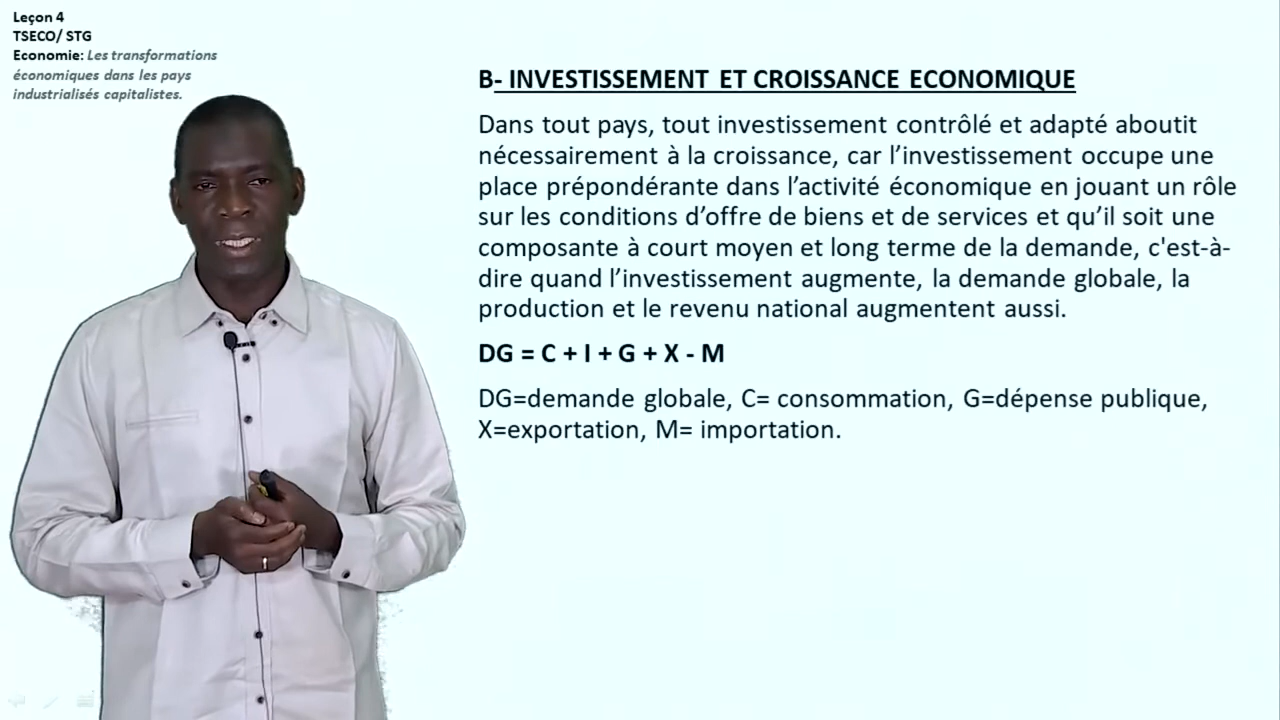 Leçon 4
TSECO/ STG
Economie: Les transformations
économiques dans les pays
industrialisés capitalistes.
B- INVESTISSEMENT ET CROISSANCE ECONOMIQUE
Dans tout pays, tout investissement contrôlé et adapté aboutit
nécessairement à la croissance, car l’investissement occupe une
place prépondérante dans l’activité économique en jouant un rôle
sur les conditions d’offre de biens et de services et qu’il soit une
composante à court moyen et long terme de la demande, c'est-à-
dire quand l’investissement augmente, la demande globale, la
production et le revenu national augmentent aussi.
DG = C + I + G + X - M
DG=demande globale, C= consommation, G=dépense publique,
X=exportation, M= importation.